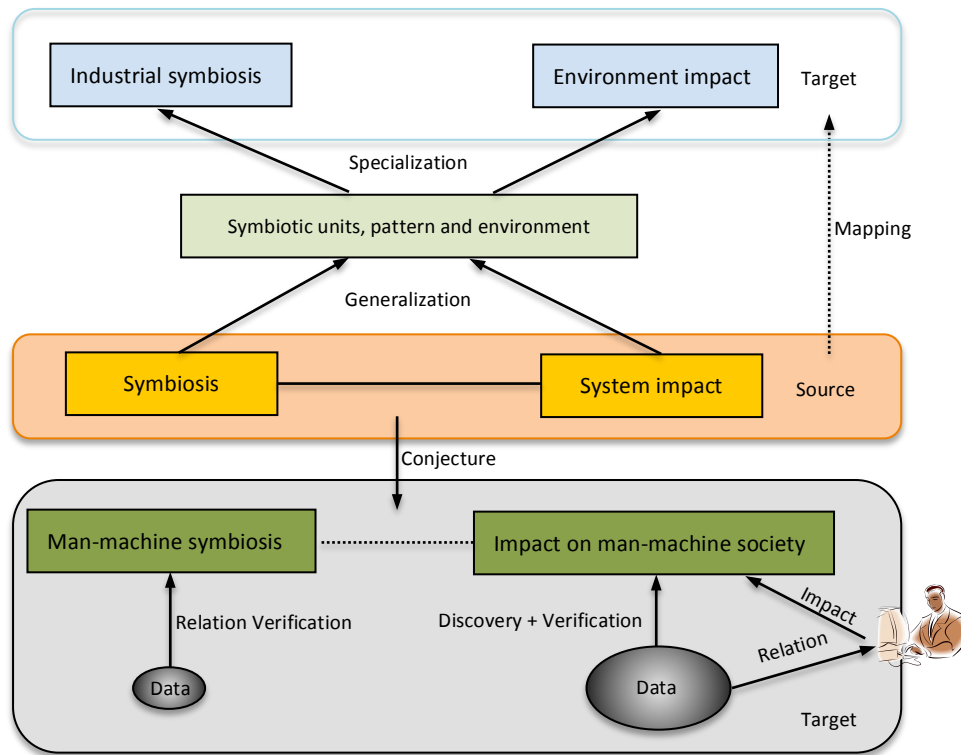 Industrial symbiosis
Environment impact
Target
Specialization
Symbiotic units, pattern and environment
Mapping
Generalization
Symbiosis
System impact
Source
Conjecture
Man-machine symbiosis
Impact on man-machine society
Impact
Relation Verification
Discovery + Verification
Relation
Data
Data
Target